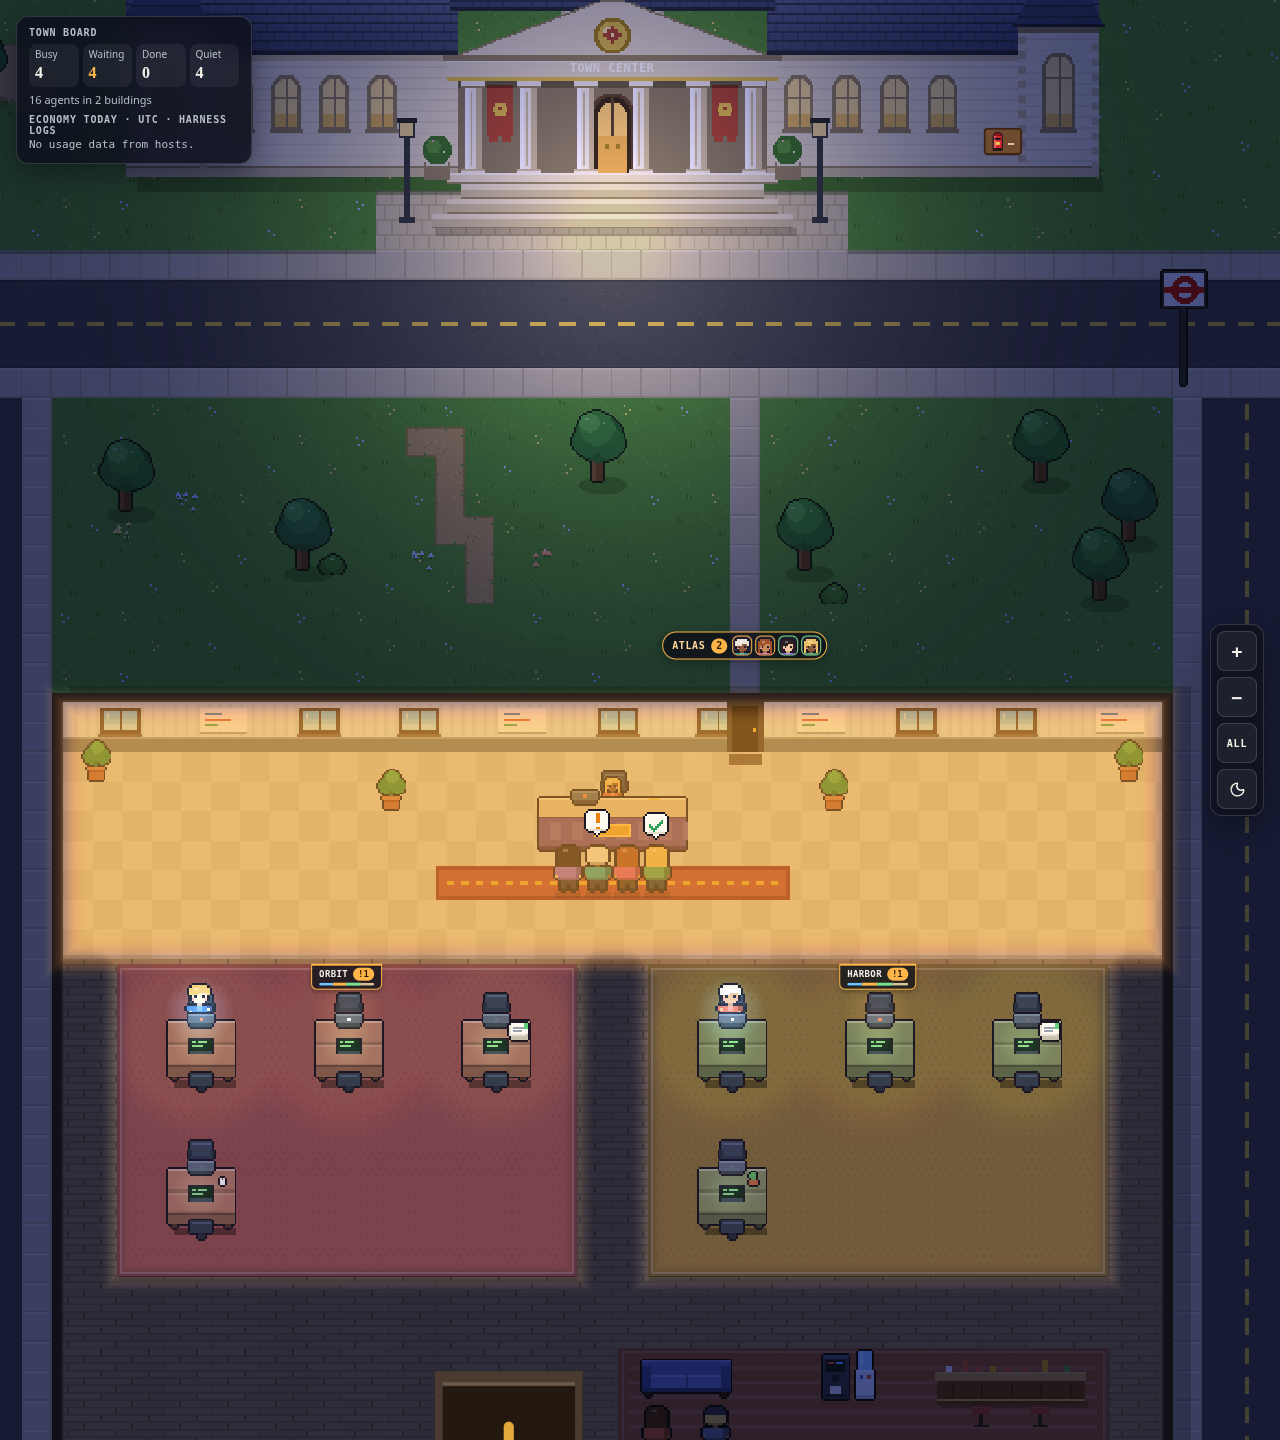 TOWN BOARD
Busy
4
Waiting
4
Done
0
Quiet
4
16 agents in 2 buildings
ECONOMY TODAY · UTC · HARNESS
LOGS
No usage data from hosts.
TOWN CENTER
ATLAS 2
+
−
ALL
ORBIT !1
HARBOR !1